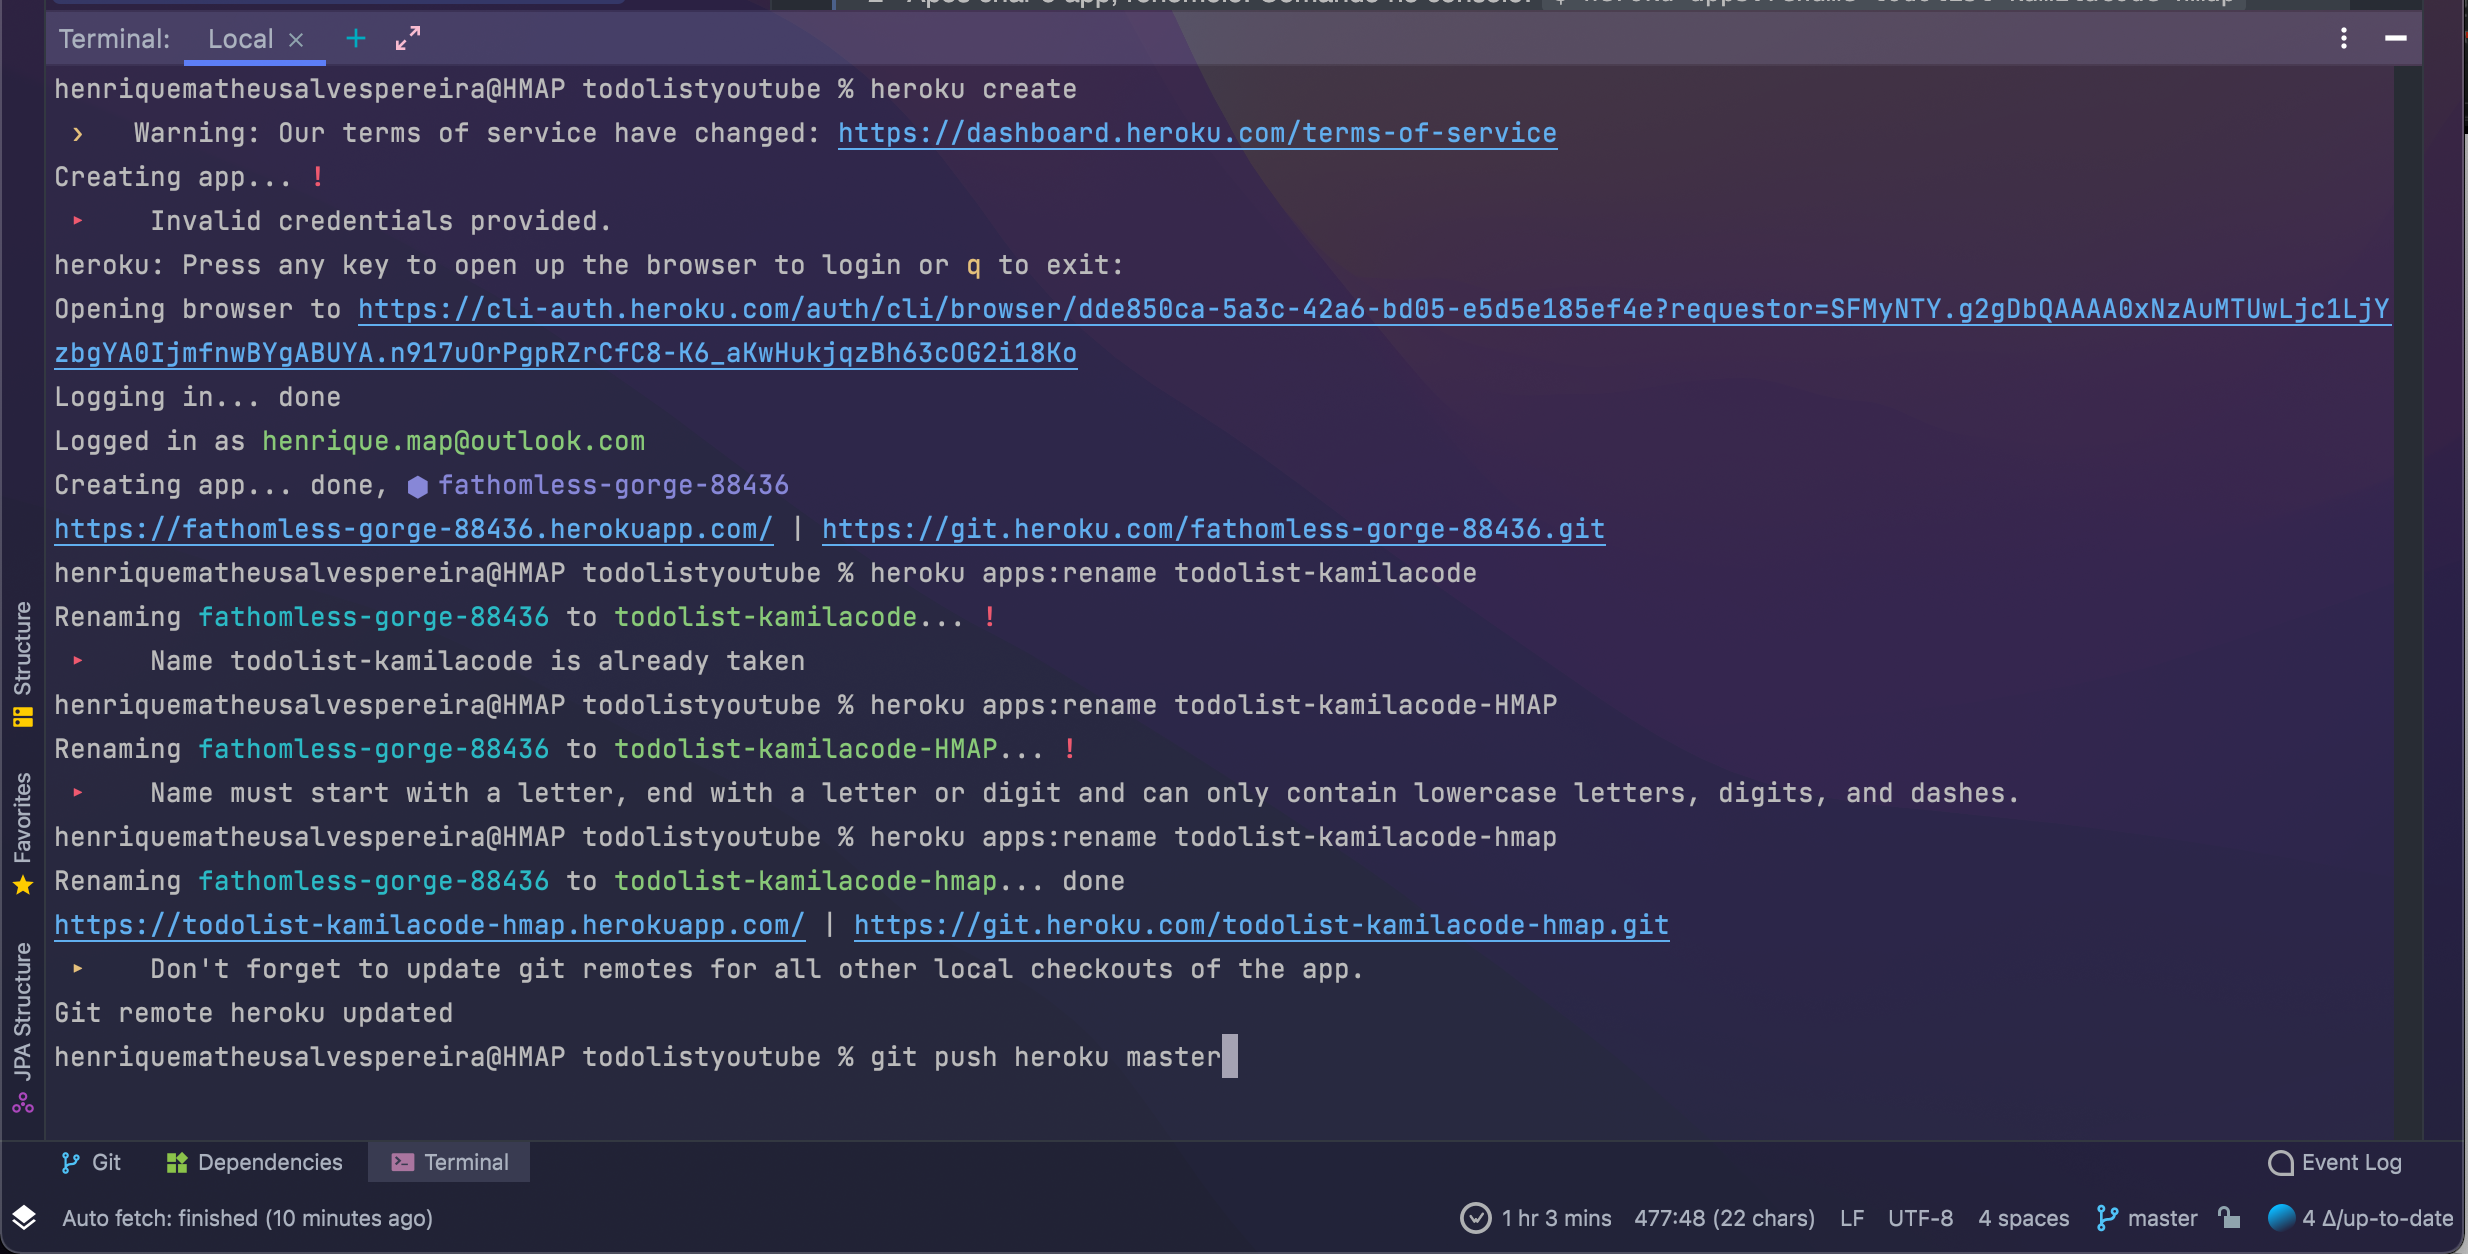 Terminal: Local × +
henriquematheusalvespereira@HMAP todolistyoutube % heroku create
› Warning: Our terms of service have changed: https://dashboard.heroku.com/terms-of-service
Creating app... !
▸ Invalid credentials provided.
heroku: Press any key to open up the browser to login or q to exit:
Opening browser to https://cli-auth.heroku.com/auth/cli/browser/dde850ca-5a3c-42a6-bd05-e5d5e185ef4e?requestor=SFMyNTY.g2gDbQAAAA0xNzAuMTUwLjc1LjY
zbgYA0IjmfnwBYgABUYA.n917uOrPgpRZrCfC8-K6_aKwHukjqzBh63cOG2i18Ko
Logging in... done
Logged in as henrique.map@outlook.com
Creating app... done, ⬢ fathomless-gorge-88436
https://fathomless-gorge-88436.herokuapp.com/ | https://git.heroku.com/fathomless-gorge-88436.git
henriquematheusalvespereira@HMAP todolistyoutube % heroku apps:rename todolist-kamilacode
Renaming fathomless-gorge-88436 to todolist-kamilacode... !
▸ Name todolist-kamilacode is already taken
henriquematheusalvespereira@HMAP todolistyoutube % heroku apps:rename todolist-kamilacode-HMAP
Renaming fathomless-gorge-88436 to todolist-kamilacode-HMAP... !
▸ Name must start with a letter, end with a letter or digit and can only contain lowercase letters, digits, and dashes.
henriquematheusalvespereira@HMAP todolistyoutube % heroku apps:rename todolist-kamilacode-hmap
Renaming fathomless-gorge-88436 to todolist-kamilacode-hmap... done
https://todolist-kamilacode-hmap.herokuapp.com/ | https://git.heroku.com/todolist-kamilacode-hmap.git
▸ Don't forget to update git remotes for all other local checkouts of the app.
Git remote heroku updated
henriquematheusalvespereira@HMAP todolistyoutube % git push heroku master
Structure
Favorites
JPA Structure
Git Dependencies Terminal Event Log
Auto fetch: finished (10 minutes ago) 1 hr 3 mins 477:48 (22 chars) LF UTF-8 4 spaces master 4 Δ/up-to-date